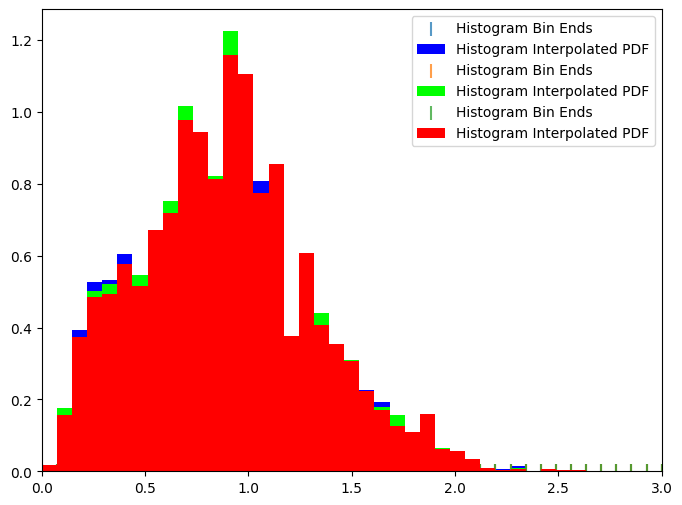 Histogram Bin Ends
Histogram Interpolated PDF
Histogram Bin Ends
Histogram Interpolated PDF
Histogram Bin Ends
Histogram Interpolated PDF
1.2
1.0
0.8
0.6
0.4
0.2
0.0
0.0 0.5 1.0 1.5 2.0 2.5 3.0